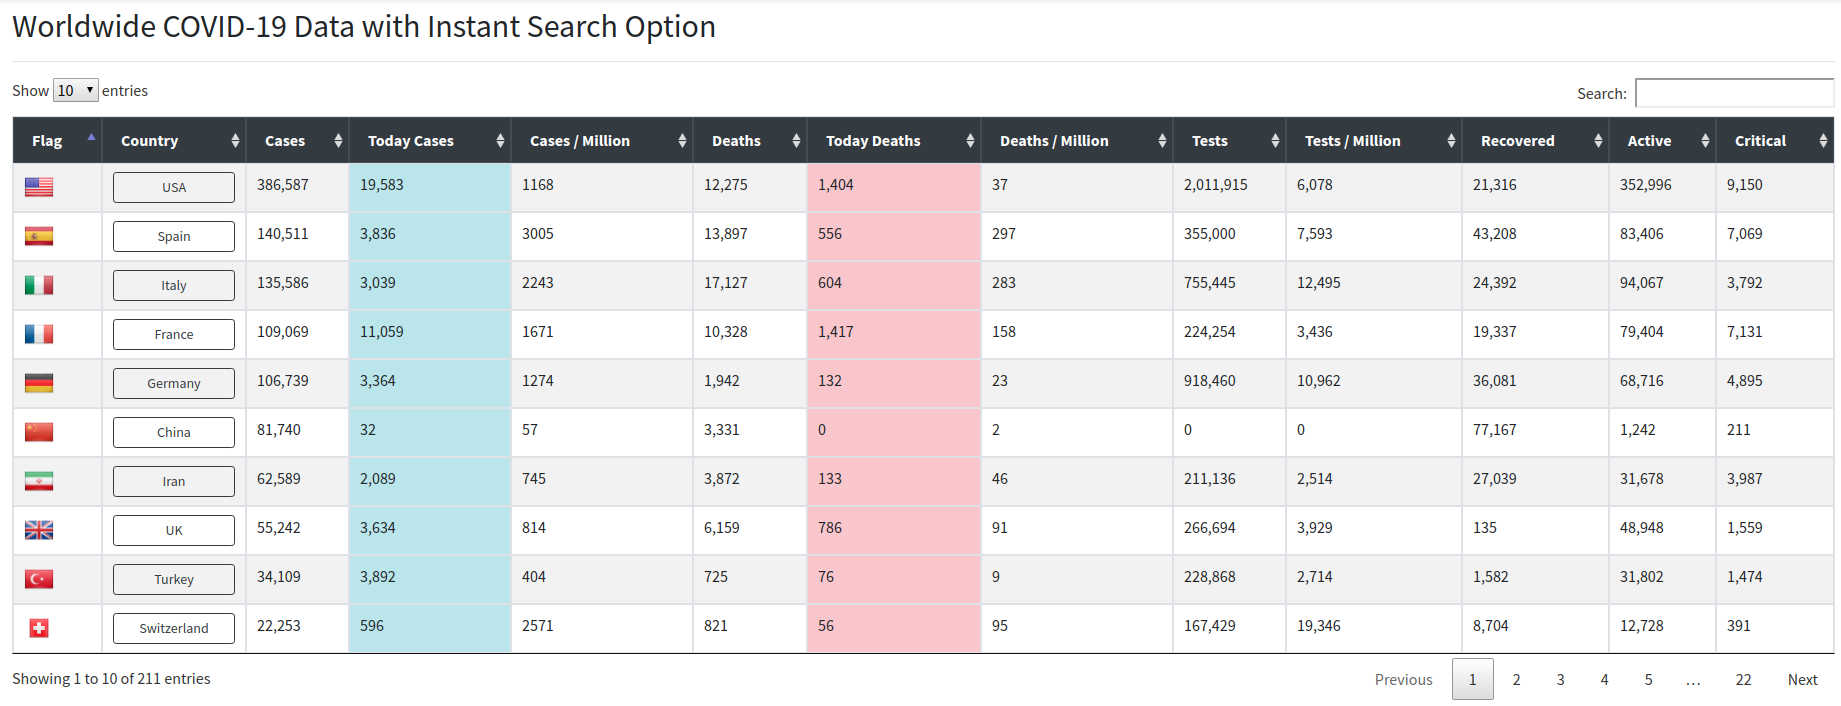 Worldwide COVID-19 Data with Instant Search Option
Show 10 entries Search:
Flag Country Cases Today Cases Cases / Million Deaths Today Deaths Deaths / Million Tests Tests / Million Recovered Active Critical
USA 386,587 19,583 1168 12,275 1,404 37 2,011,915 6,078 21,316 352,996 9,150
Spain 140,511 3,836 3005 13,897 556 297 355,000 7,593 43,208 83,406 7,069
Italy 135,586 3,039 2243 17,127 604 283 755,445 12,495 24,392 94,067 3,792
France 109,069 11,059 1671 10,328 1,417 158 224,254 3,436 19,337 79,404 7,131
Germany 106,739 3,364 1274 1,942 132 23 918,460 10,962 36,081 68,716 4,895
China 81,740 32 57 3,331 0 2 0 0 77,167 1,242 211
Iran 62,589 2,089 745 3,872 133 46 211,136 2,514 27,039 31,678 3,987
UK 55,242 3,634 814 6,159 786 91 266,694 3,929 135 48,948 1,559
Turkey 34,109 3,892 404 725 76 9 228,868 2,714 1,582 31,802 1,474
Switzerland 22,253 596 2571 821 56 95 167,429 19,346 8,704 12,728 391
Showing 1 to 10 of 211 entries Previous 1 2 3 4 5 … 22 Next